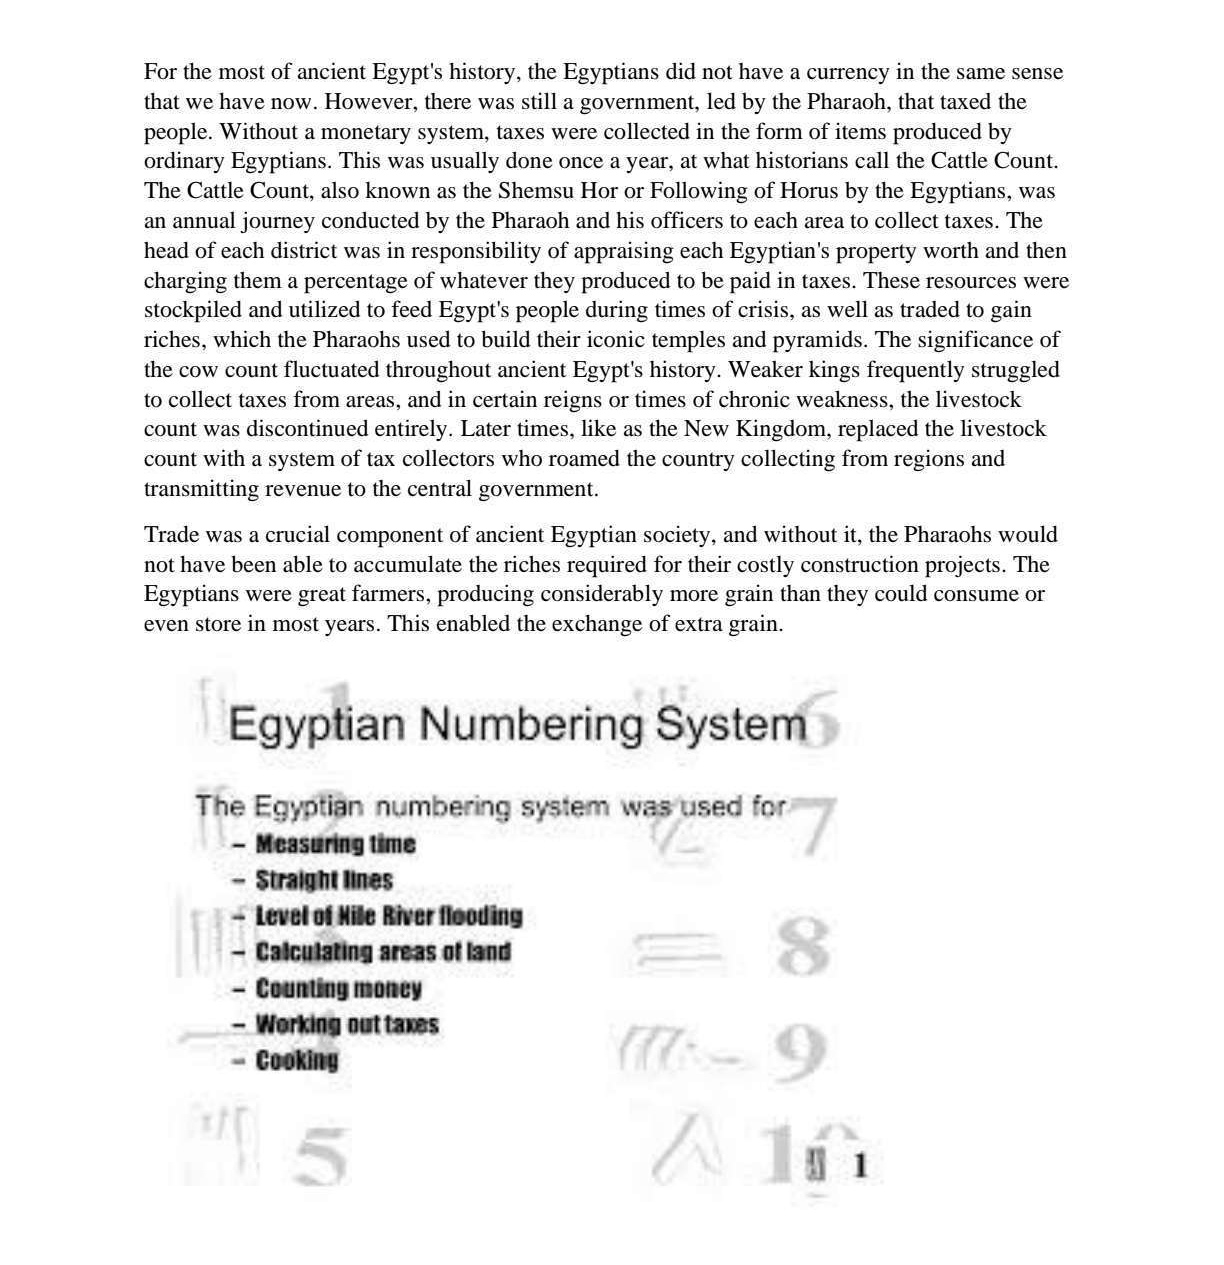 For the most of ancient Egypt's history, the Egyptians did not have a currency in the same sense
that we have now. However, there was still a government, led by the Pharaoh, that taxed the
people. Without a monetary system, taxes were collected in the form of items produced by
ordinary Egyptians. This was usually done once a year, at what historians call the Cattle Count.
The Cattle Count, also known as the Shemsu Hor or Following of Horus by the Egyptians, was
an annual journey conducted by the Pharaoh and his officers to each area to collect taxes. The
head of each district was in responsibility of appraising each Egyptian's property worth and then
charging them a percentage of whatever they produced to be paid in taxes. These resources were
stockpiled and utilized to feed Egypt's people during times of crisis, as well as traded to gain
riches, which the Pharaohs used to build their iconic temples and pyramids. The significance of
the cow count fluctuated throughout ancient Egypt's history. Weaker kings frequently struggled
to collect taxes from areas, and in certain reigns or times of chronic weakness, the livestock
count was discontinued entirely. Later times, like as the New Kingdom, replaced the livestock
count with a system of tax collectors who roamed the country collecting from regions and
transmitting revenue to the central government.
Trade was a crucial component of ancient Egyptian society, and without it, the Pharaohs would
not have been able to accumulate the riches required for their costly construction projects. The
Egyptians were great farmers, producing considerably more grain than they could consume or
even store in most years. This enabled the exchange of extra grain.
1 6
Egyptian Numbering System
The Egyptian numbering system was used for
2 7
– Measuring time
– Straight lines
– Level of Nile River flooding
3 8
– Calculating areas of land
– Counting money
– Working out taxes
4 9
– Cooking
5 10
1